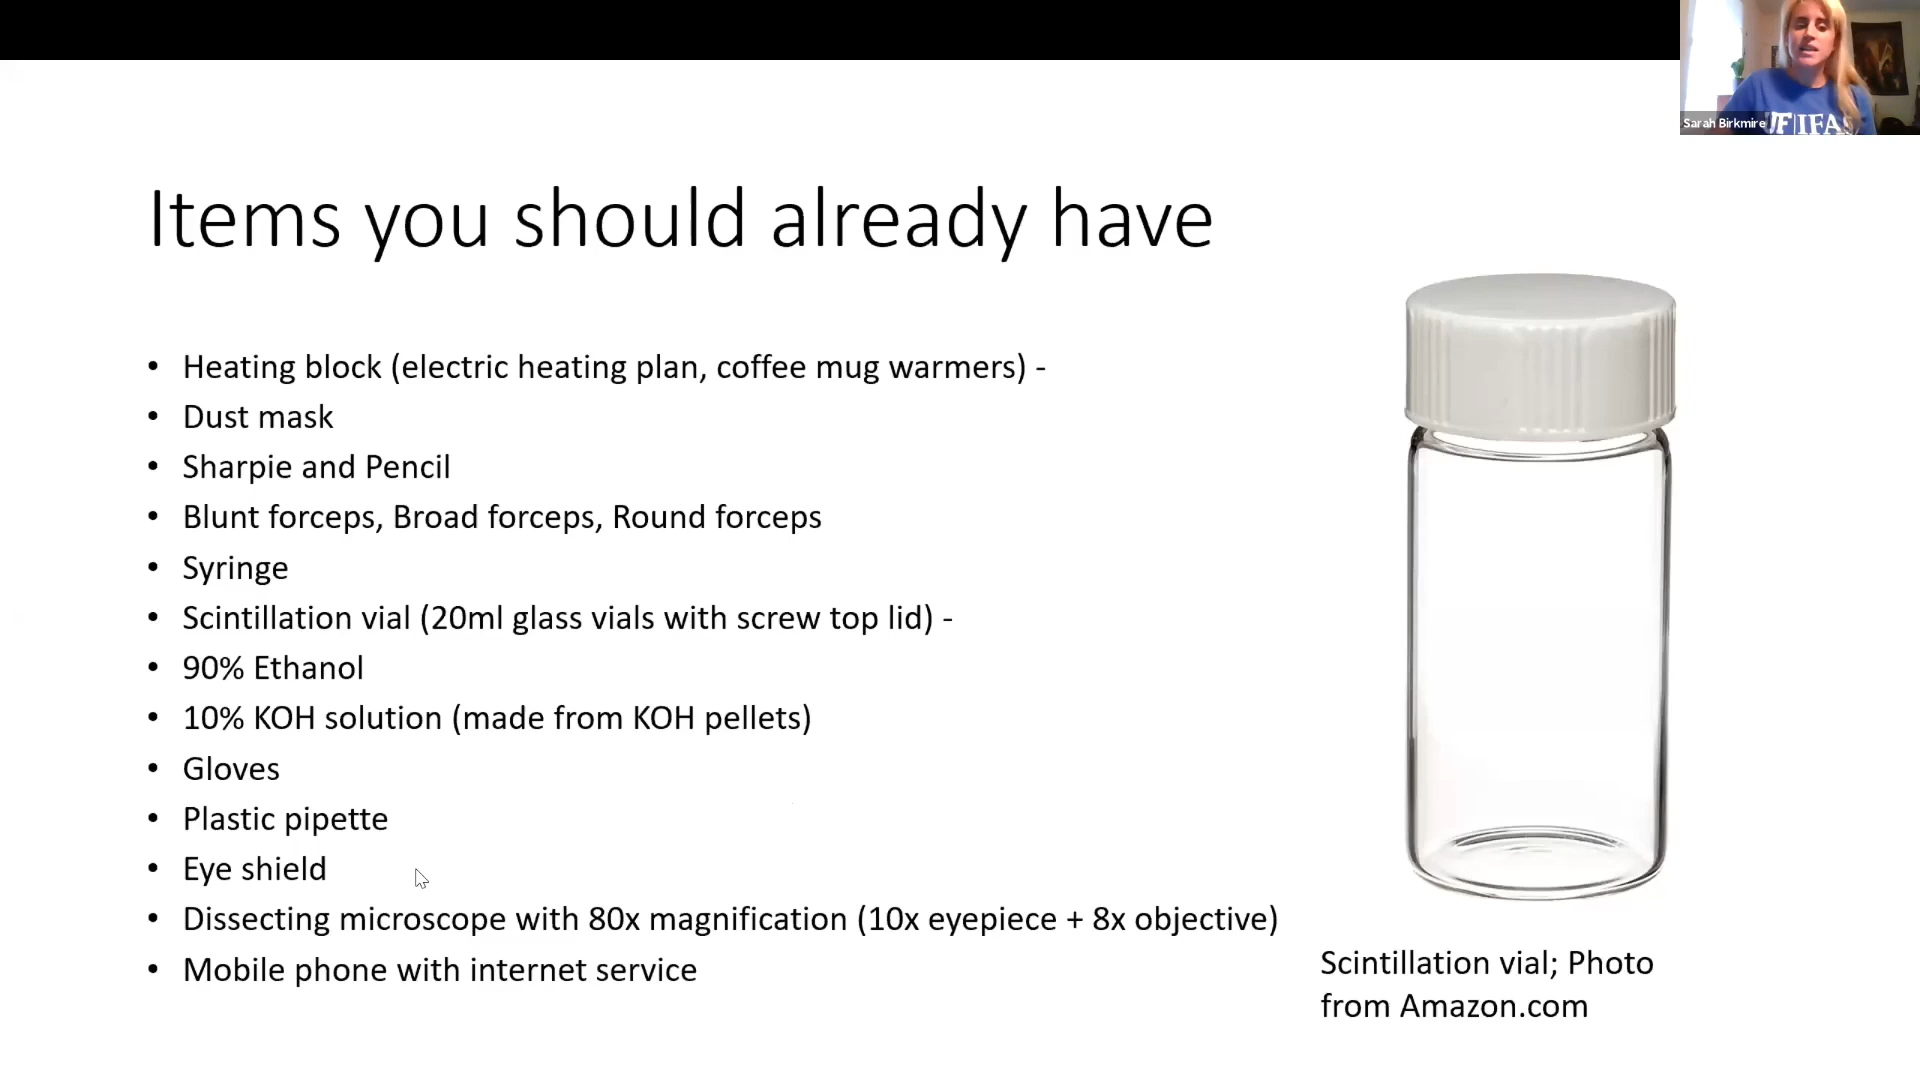 Sarah Birkmire
UF|IFAS
Items you should already have
• Heating block (electric heating plan, coffee mug warmers) -
• Dust mask
• Sharpie and Pencil
• Blunt forceps, Broad forceps, Round forceps
• Syringe
• Scintillation vial (20ml glass vials with screw top lid) -
• 90% Ethanol
• 10% KOH solution (made from KOH pellets)
• Gloves
• Plastic pipette
• Eye shield
• Dissecting microscope with 80x magnification (10x eyepiece + 8x objective)
• Mobile phone with internet service
Scintillation vial; Photo
from Amazon.com